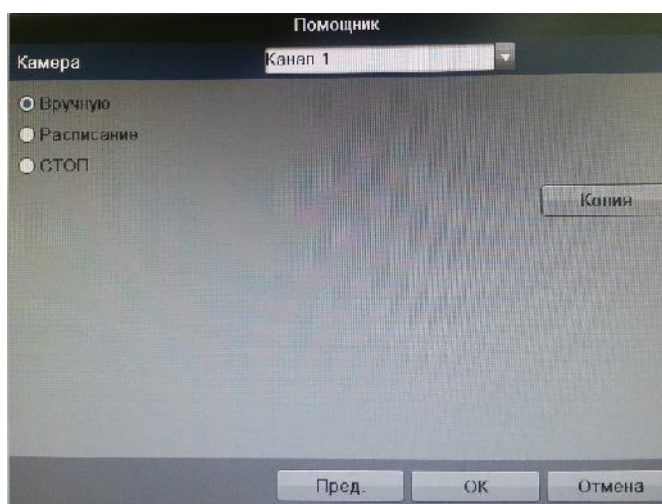 Помощник
Камера Канал 1
Вручную
Расписание
СТОП
Копия
Пред. OK Отмена